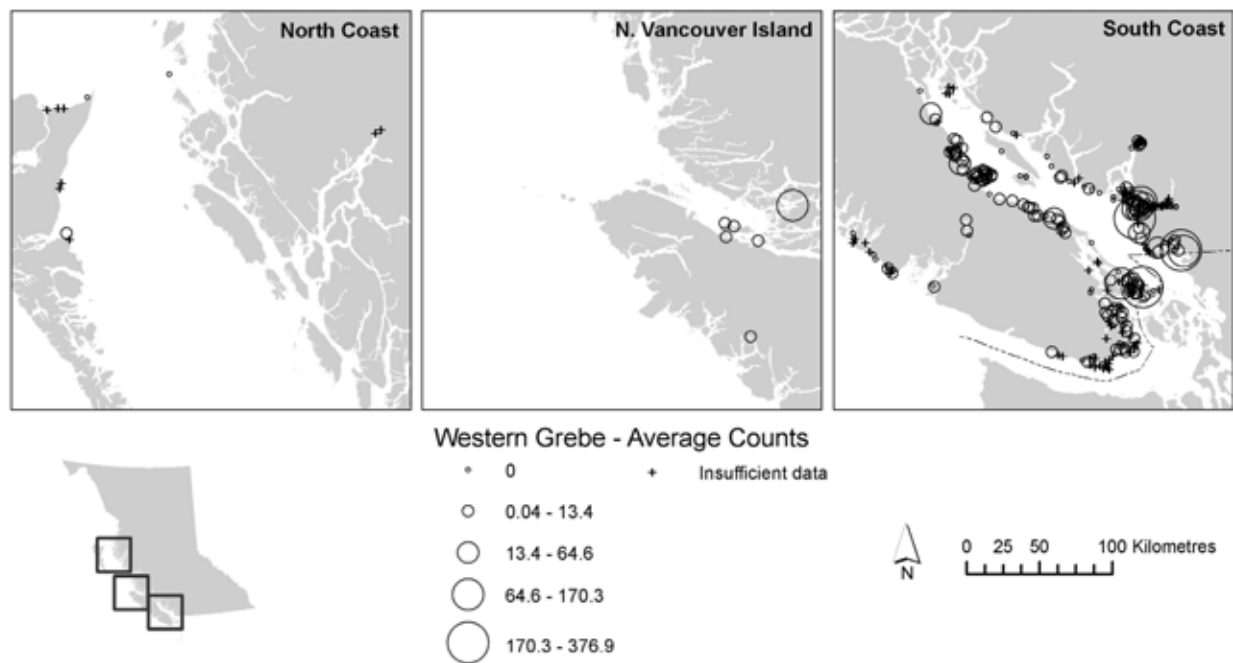 North Coast
N. Vancouver Island
South Coast
Western Grebe - Average Counts
0
Insufficient data
0.04 - 13.4
13.4 - 64.6
64.6 - 170.3
170.3 - 376.9
N
0 25 50 100 Kilometres